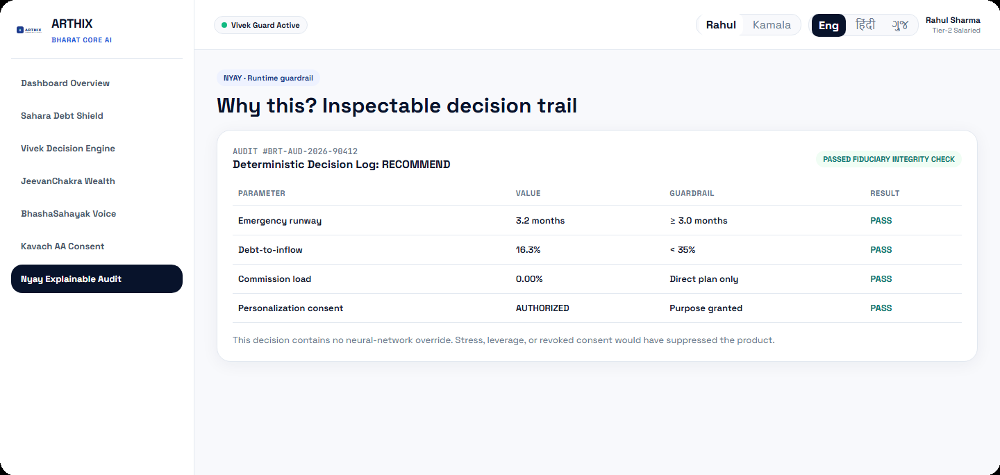 ARTHIX
ARTHIX
BHARAT CORE AI
Dashboard Overview
Sahara Debt Shield
Vivek Decision Engine
JeevanChakra Wealth
BhashaSahayak Voice
Kavach AA Consent
Nyay Explainable Audit
Vivek Guard Active
Rahul Kamala
Eng हिंदी ગુજ
Rahul Sharma
Tier-2 Salaried
NYAY · Runtime guardrail
Why this? Inspectable decision trail
AUDIT #BRT-AUD-2026-90412
Deterministic Decision Log: RECOMMEND
PASSED FIDUCIARY INTEGRITY CHECK
PARAMETER VALUE GUARDRAIL RESULT
Emergency runway 3.2 months ≥ 3.0 months PASS
Debt-to-inflow 16.3% < 35% PASS
Commission load 0.00% Direct plan only PASS
Personalization consent AUTHORIZED Purpose granted PASS
This decision contains no neural-network override. Stress, leverage, or revoked consent would have suppressed the product.